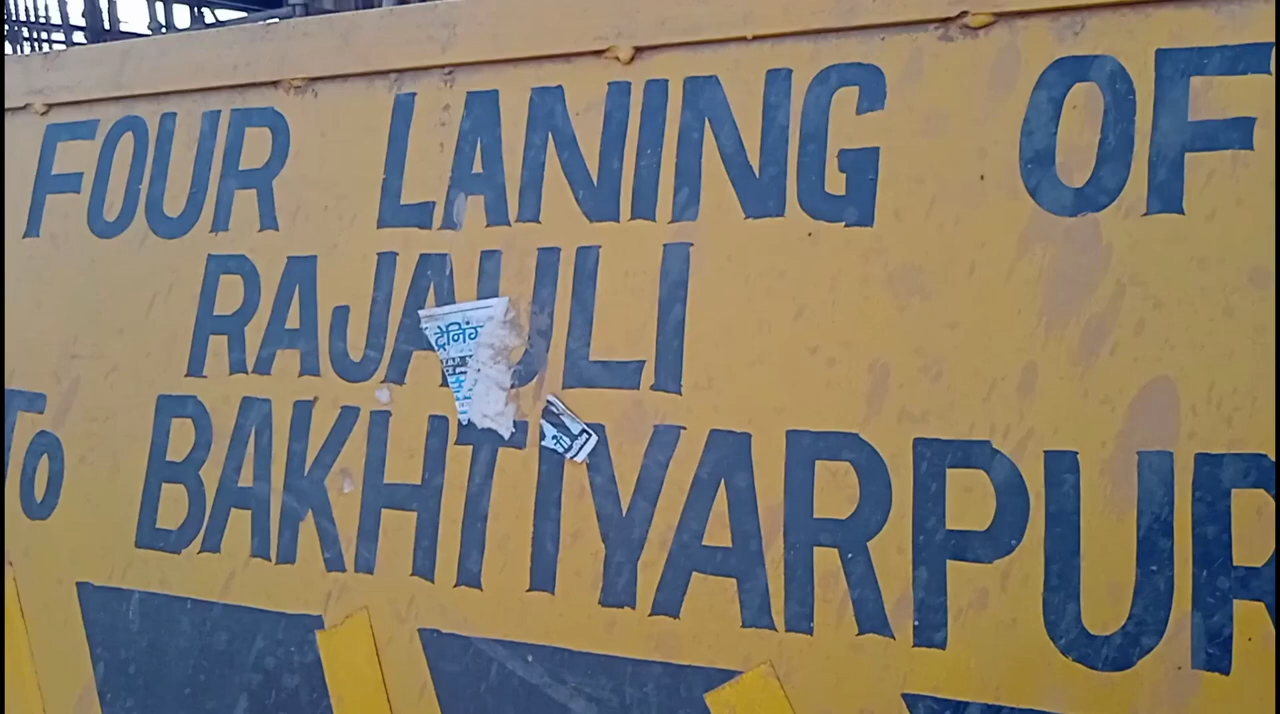 FOUR LANING OF
RAJAULI
To BAKHTIYARPUR
ट्रेनिंग